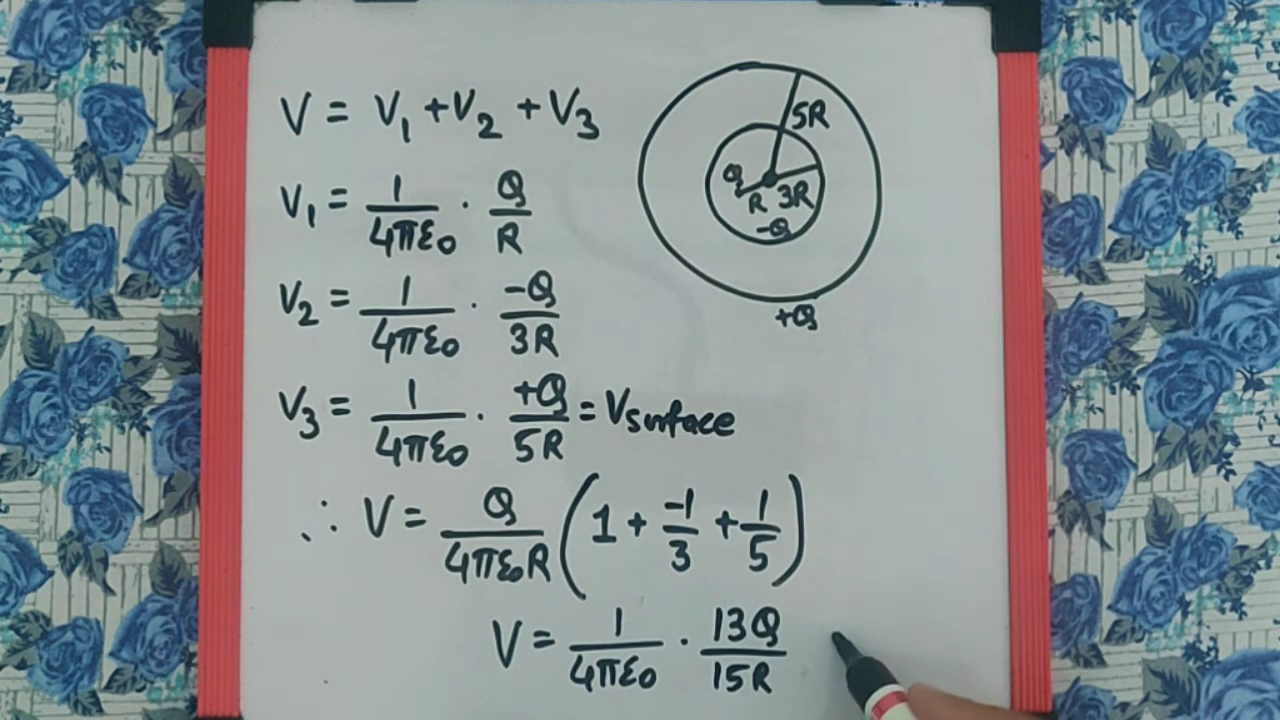 V = V₁ + V₂ + V₃
V₁ = 1/4πε₀ · Q/R
V₂ = 1/4πε₀ · -Q/3R
V₃ = 1/4πε₀ · +Q/5R = Vsurface
∴ V = Q/4πε₀R (1 + -1/3 + 1/5)
V = 1/4πε₀ · 13Q/15R
5R
Q
R 3R
-Q
+Q